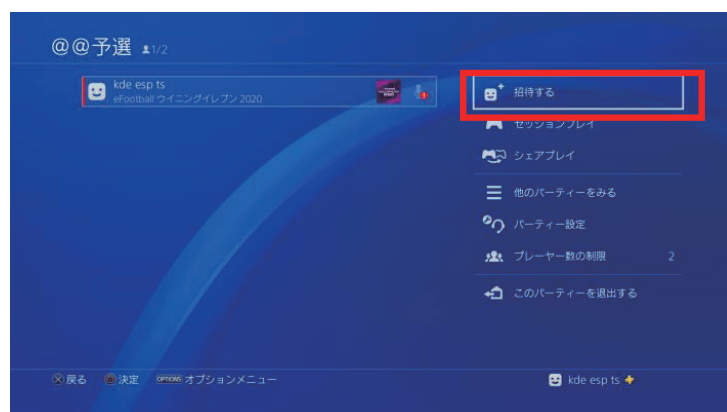 @@予選 1/2
kde esp ts
eFootball ウイニングイレブン 2020
招待する
セッションプレイ
シェアプレイ
他のパーティーをみる
パーティー設定
プレーヤー数の制限 2
このパーティーを退出する
戻る 決定 OPTIONS オプションメニュー
kde esp ts